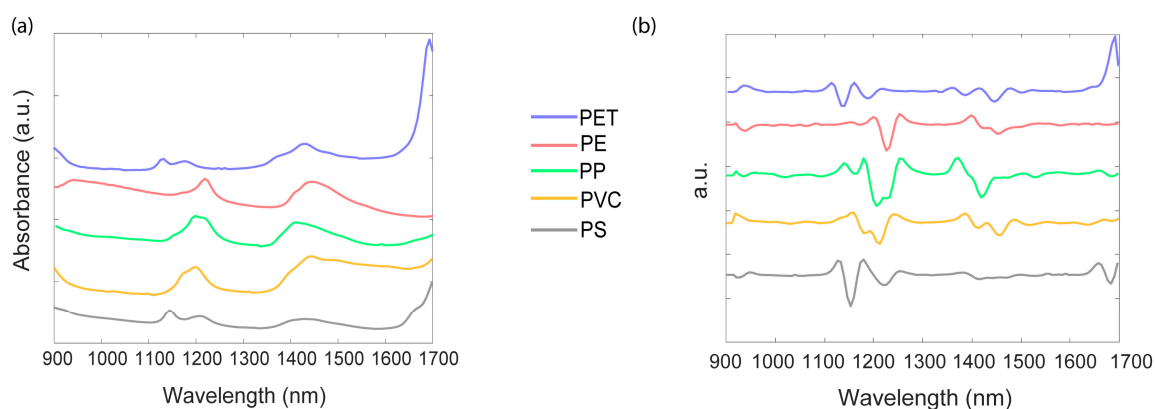 (a)
Absorbance (a.u.)
900 1000 1100 1200 1300 1400 1500 1600 1700
Wavelength (nm)
PET
PE
PP
PVC
PS
(b)
a.u.
900 1000 1100 1200 1300 1400 1500 1600 1700
Wavelength (nm)